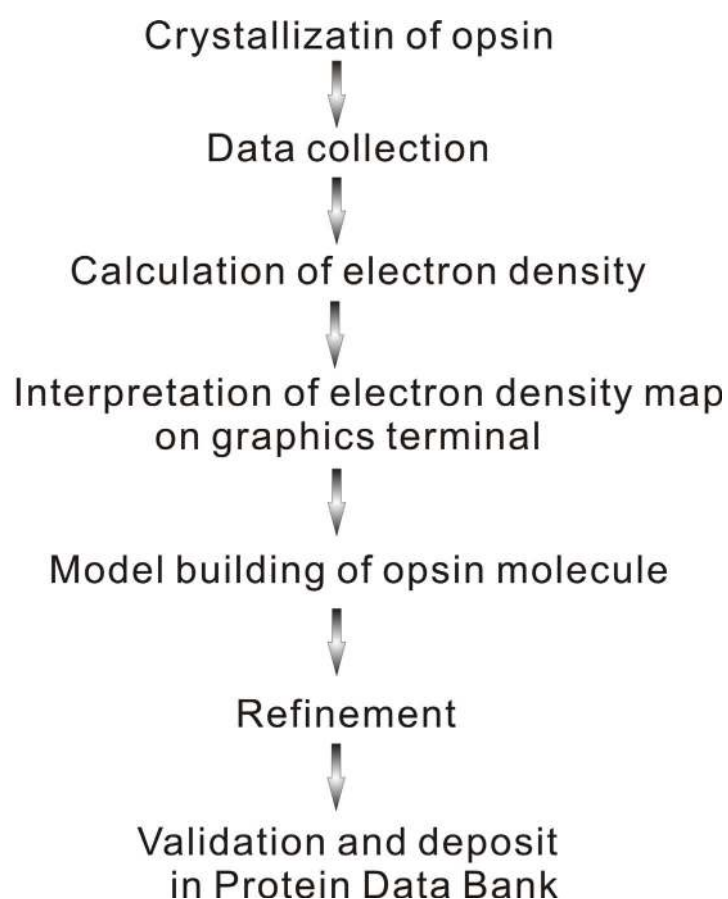 Crystallizatin of opsin
Data collection
Calculation of electron density
Interpretation of electron density map
on graphics terminal
Model building of opsin molecule
Refinement
Validation and deposit
in Protein Data Bank